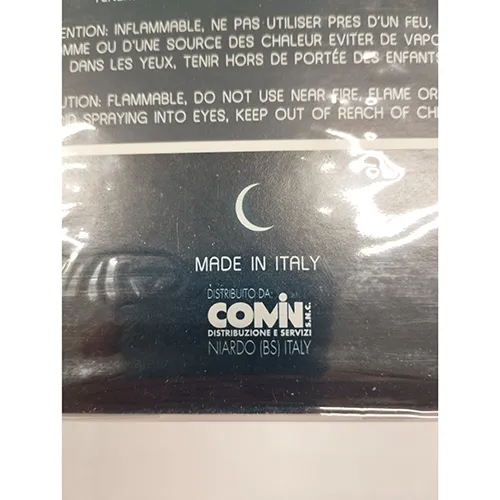 ENTION: INFLAMMABLE, NE PAS UTILISER PRES D'UN FEU,
MME OU D'UNE SOURCE DES CHALEUR EVITER DE VAPO
DANS LES YEUX, TENIR HORS DE PORTÉE DES ENFANTS
UTION: FLAMMABLE, DO NOT USE NEAR FIRE, FLAME OR
ND SPRAYING INTO EYES, KEEP OUT OF REACH OF CH
MADE IN ITALY
DISTRIBUITO DA:
COMIN S.N.C.
DISTRIBUZIONE E SERVIZI
NIARDO (BS) ITALY